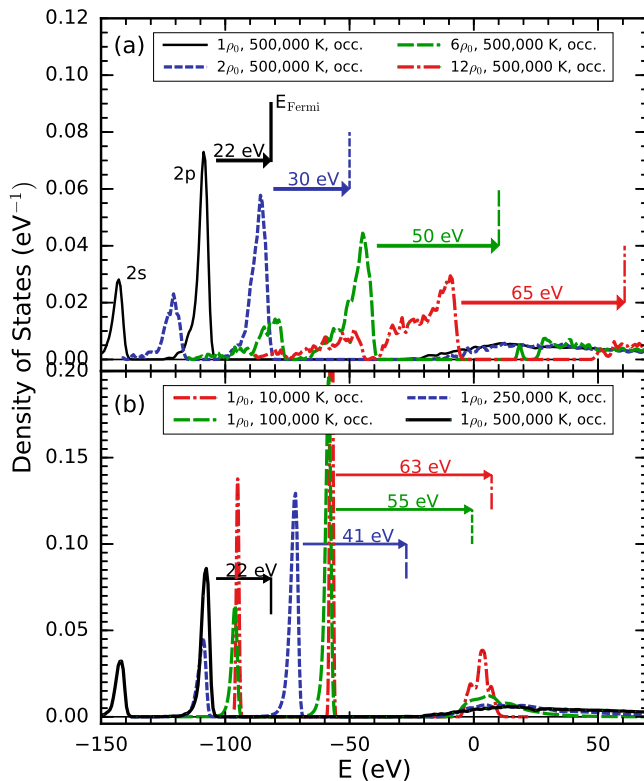 0.12
(a)
1ρ₀, 500,000 K, occ.
6ρ₀, 500,000 K, occ.
2ρ₀, 500,000 K, occ.
12ρ₀, 500,000 K, occ.
0.10
E_Fermi
0.08
22 eV
2p
30 eV
0.06
0.04
50 eV
2s
65 eV
0.02
0.00
Density of States (eV⁻¹)
0.20
(b)
1ρ₀, 10,000 K, occ.
1ρ₀, 250,000 K, occ.
1ρ₀, 100,000 K, occ.
1ρ₀, 500,000 K, occ.
0.15
63 eV
55 eV
0.10
41 eV
22 eV
0.05
0.00
−150 −100 −50 0 50
E (eV)